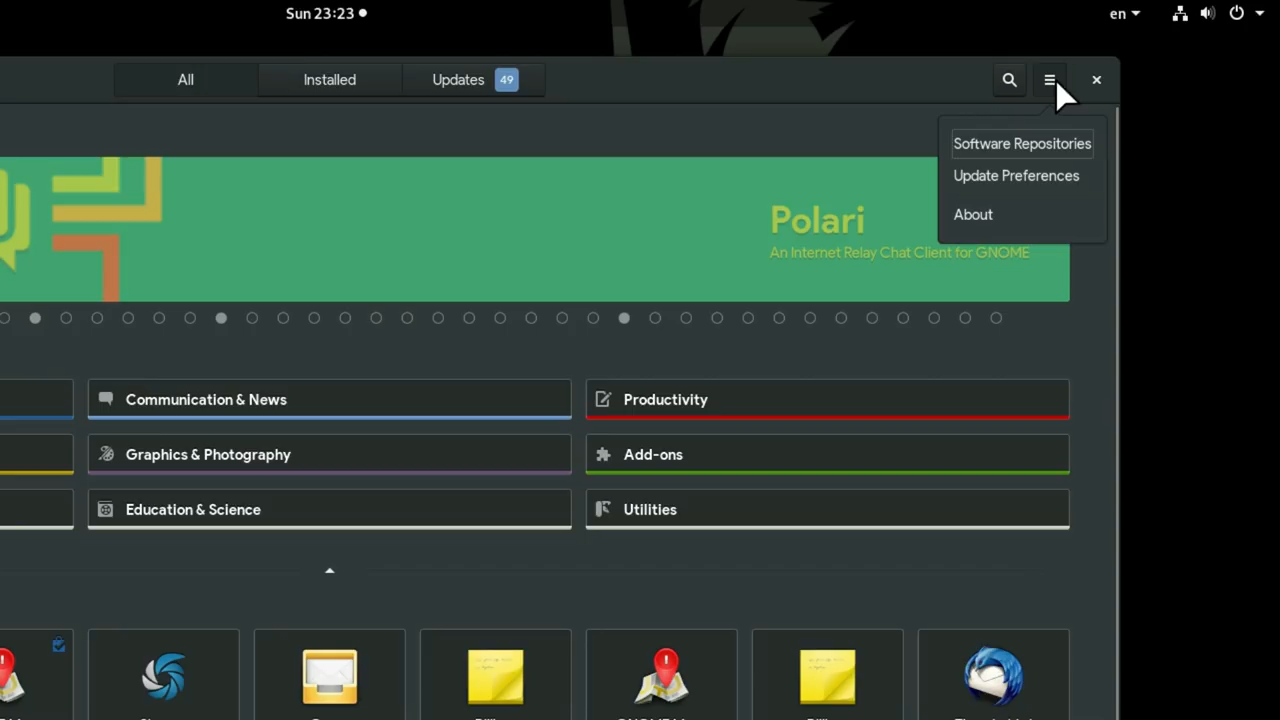 Sun 23:23
en
All
Installed
Updates 49
Software Repositories
Update Preferences
About
Polari
An Internet Relay Chat Client for GNOME
Communication & News
Productivity
Graphics & Photography
Add-ons
Education & Science
Utilities